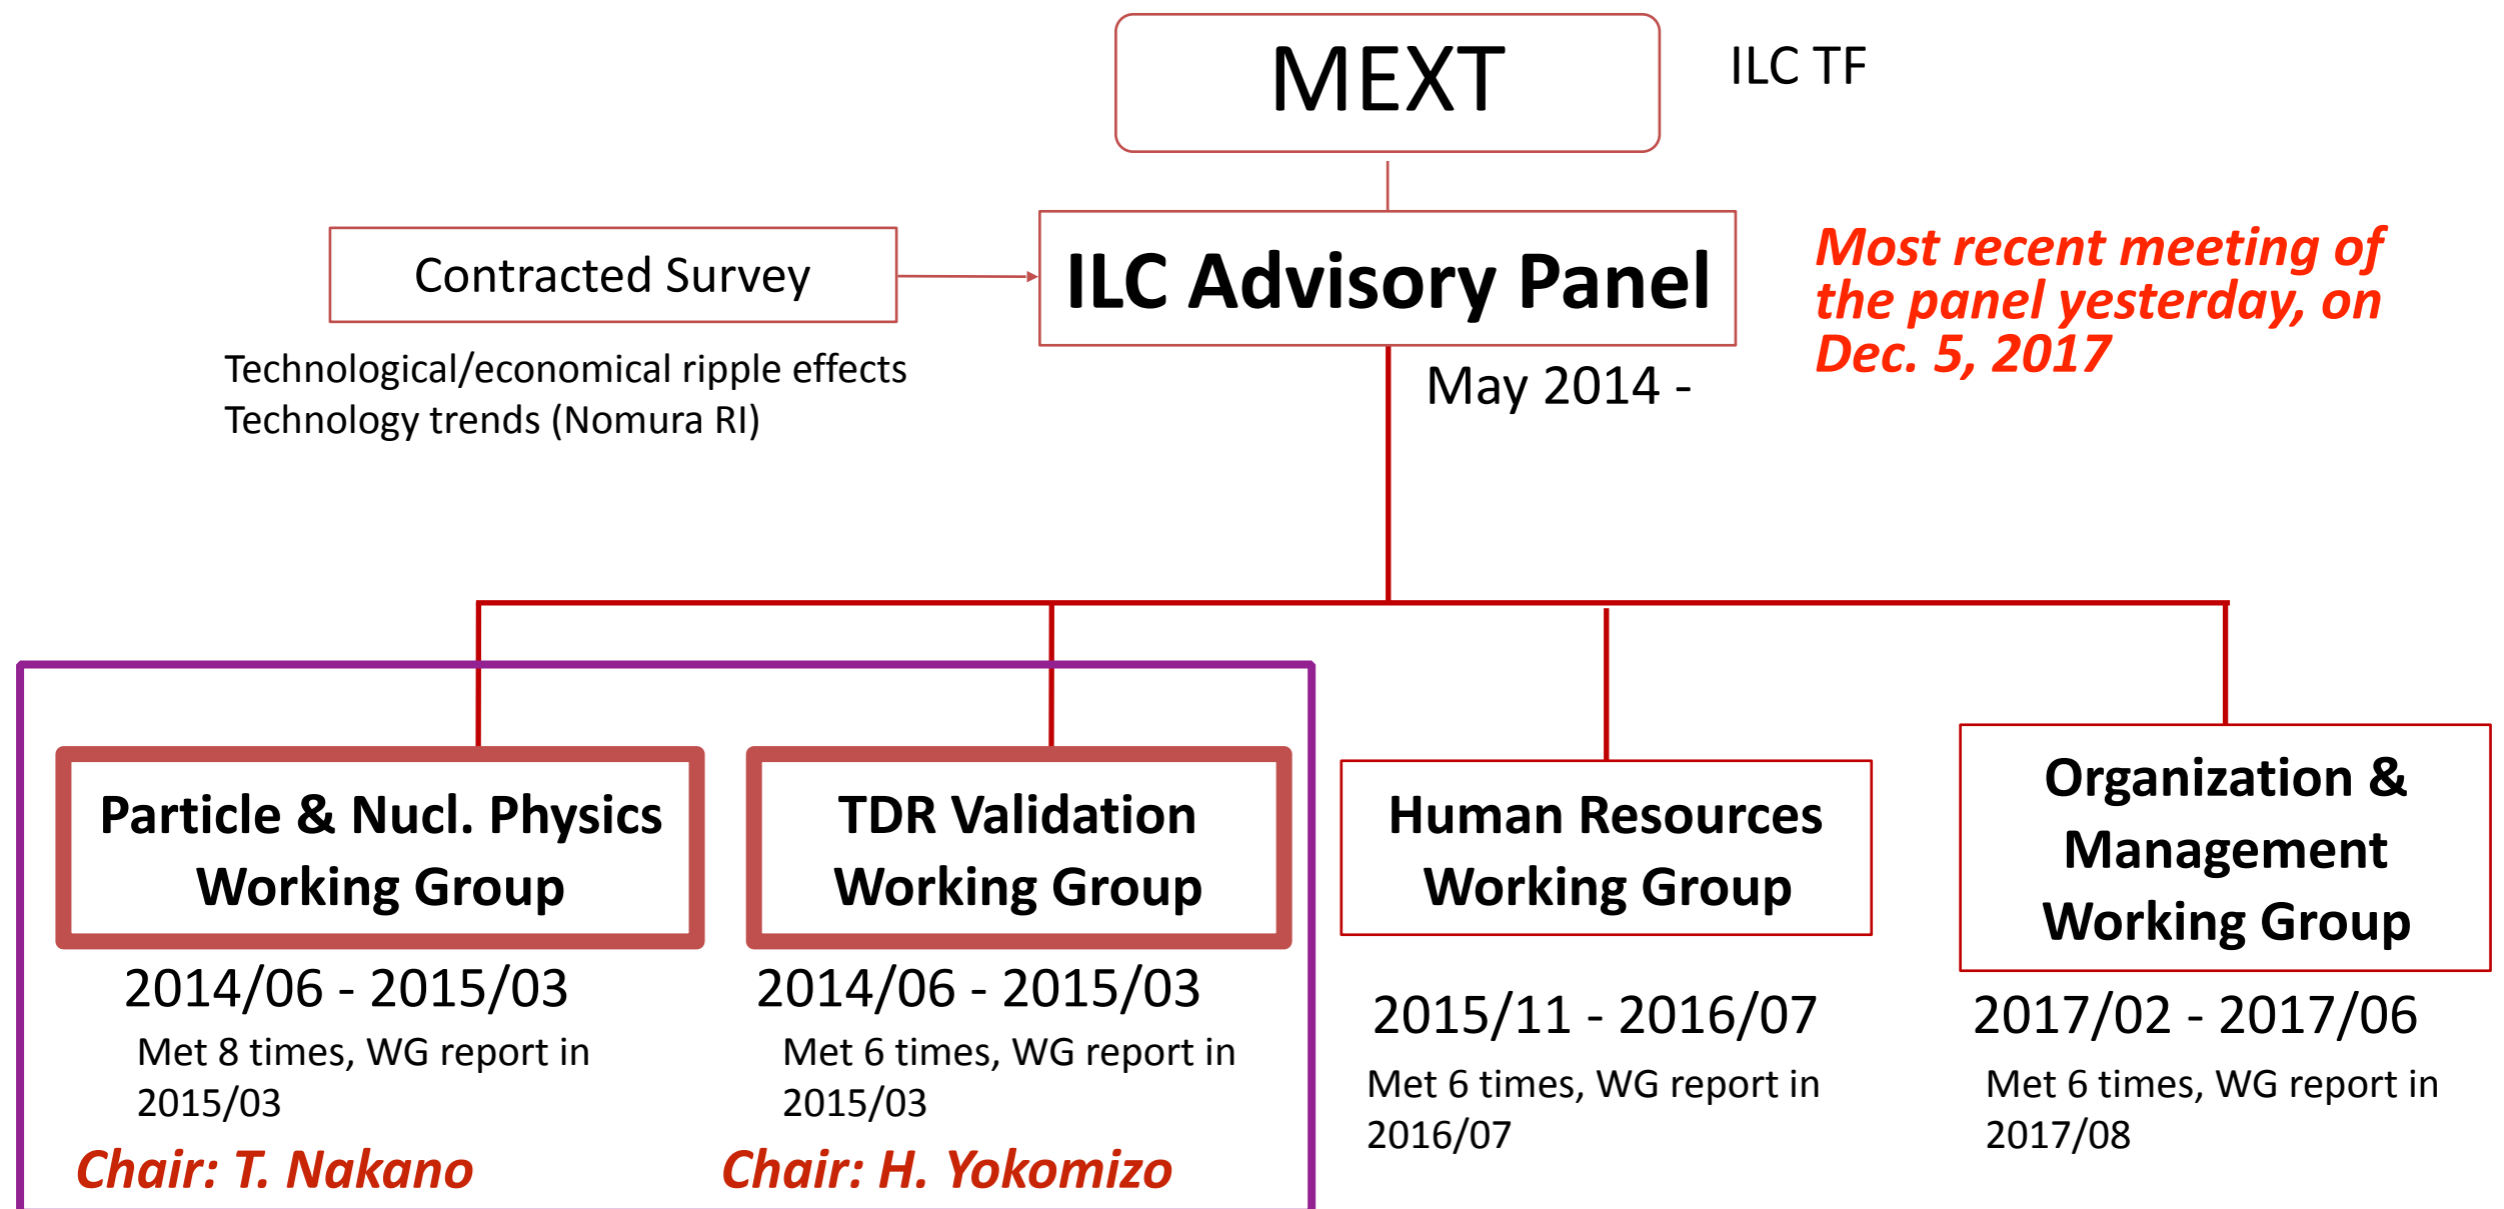 MEXT
ILC TF
Contracted Survey
ILC Advisory Panel
Most recent meeting of
the panel yesterday, on
Dec. 5, 2017
Technological/economical ripple effects
Technology trends (Nomura RI)
May 2014 -
Particle & Nucl. Physics
Working Group
2014/06 - 2015/03
Met 8 times, WG report in
2015/03
Chair: T. Nakano
TDR Validation
Working Group
2014/06 - 2015/03
Met 6 times, WG report in
2015/03
Chair: H. Yokomizo
Human Resources
Working Group
2015/11 - 2016/07
Met 6 times, WG report in
2016/07
Organization &
Management
Working Group
2017/02 - 2017/06
Met 6 times, WG report in
2017/08